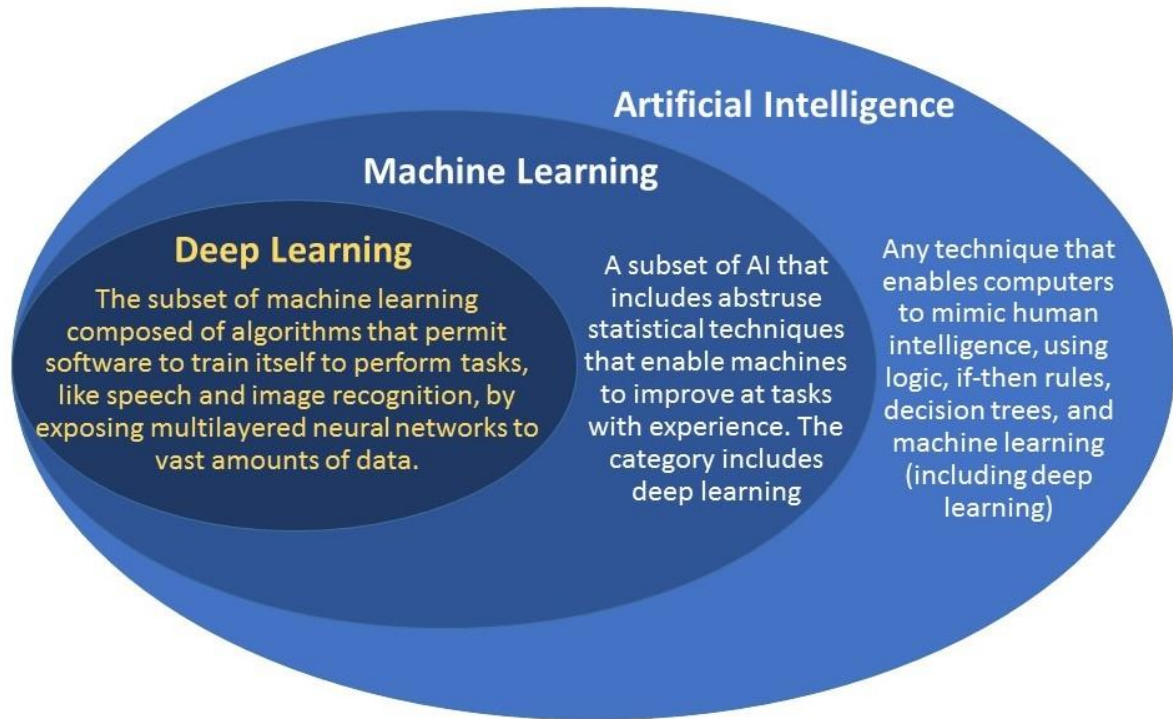 Artificial Intelligence
Machine Learning
Deep Learning
The subset of machine learning
composed of algorithms that permit
software to train itself to perform tasks,
like speech and image recognition, by
exposing multilayered neural networks to
vast amounts of data.
A subset of AI that
includes abstruse
statistical techniques
that enable machines
to improve at tasks
with experience. The
category includes
deep learning
Any technique that
enables computers
to mimic human
intelligence, using
logic, if-then rules,
decision trees, and
machine learning
(including deep
learning)